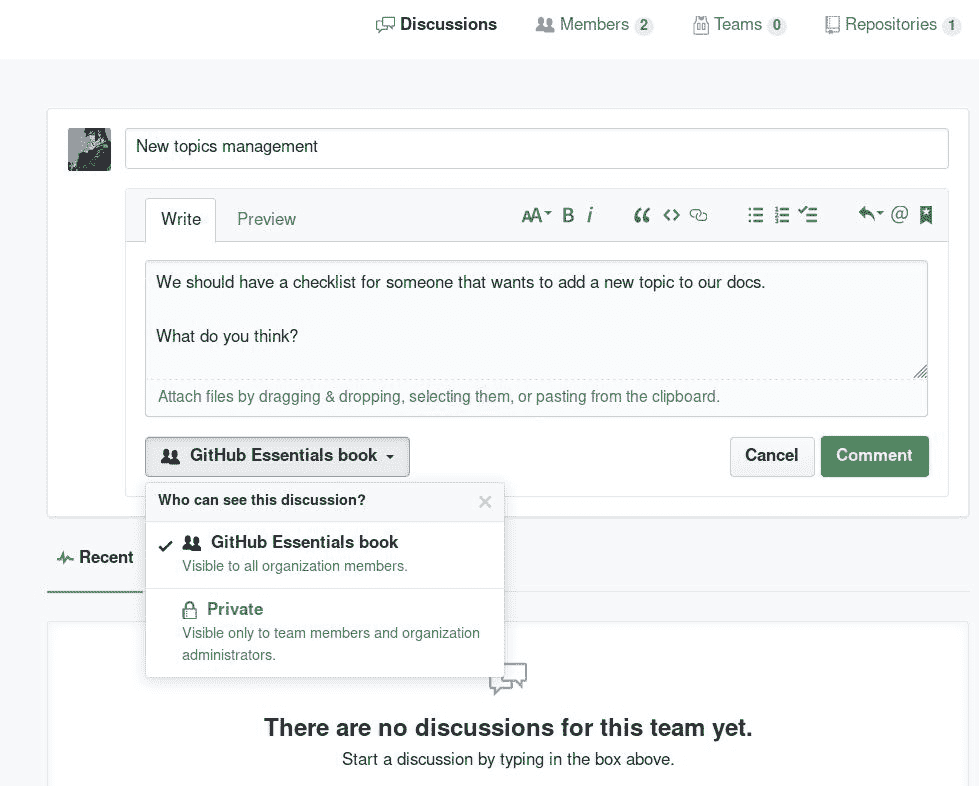 Discussions Members 2 Teams 0 Repositories 1
New topics management
Write Preview AA B i @
We should have a checklist for someone that wants to add a new topic to our docs.
What do you think?
Attach files by dragging & dropping, selecting them, or pasting from the clipboard.
GitHub Essentials book Cancel Comment
Who can see this discussion?
GitHub Essentials book
Visible to all organization members.
Recent
Private
Visible only to team members and organization
administrators.
There are no discussions for this team yet.
Start a discussion by typing in the box above.